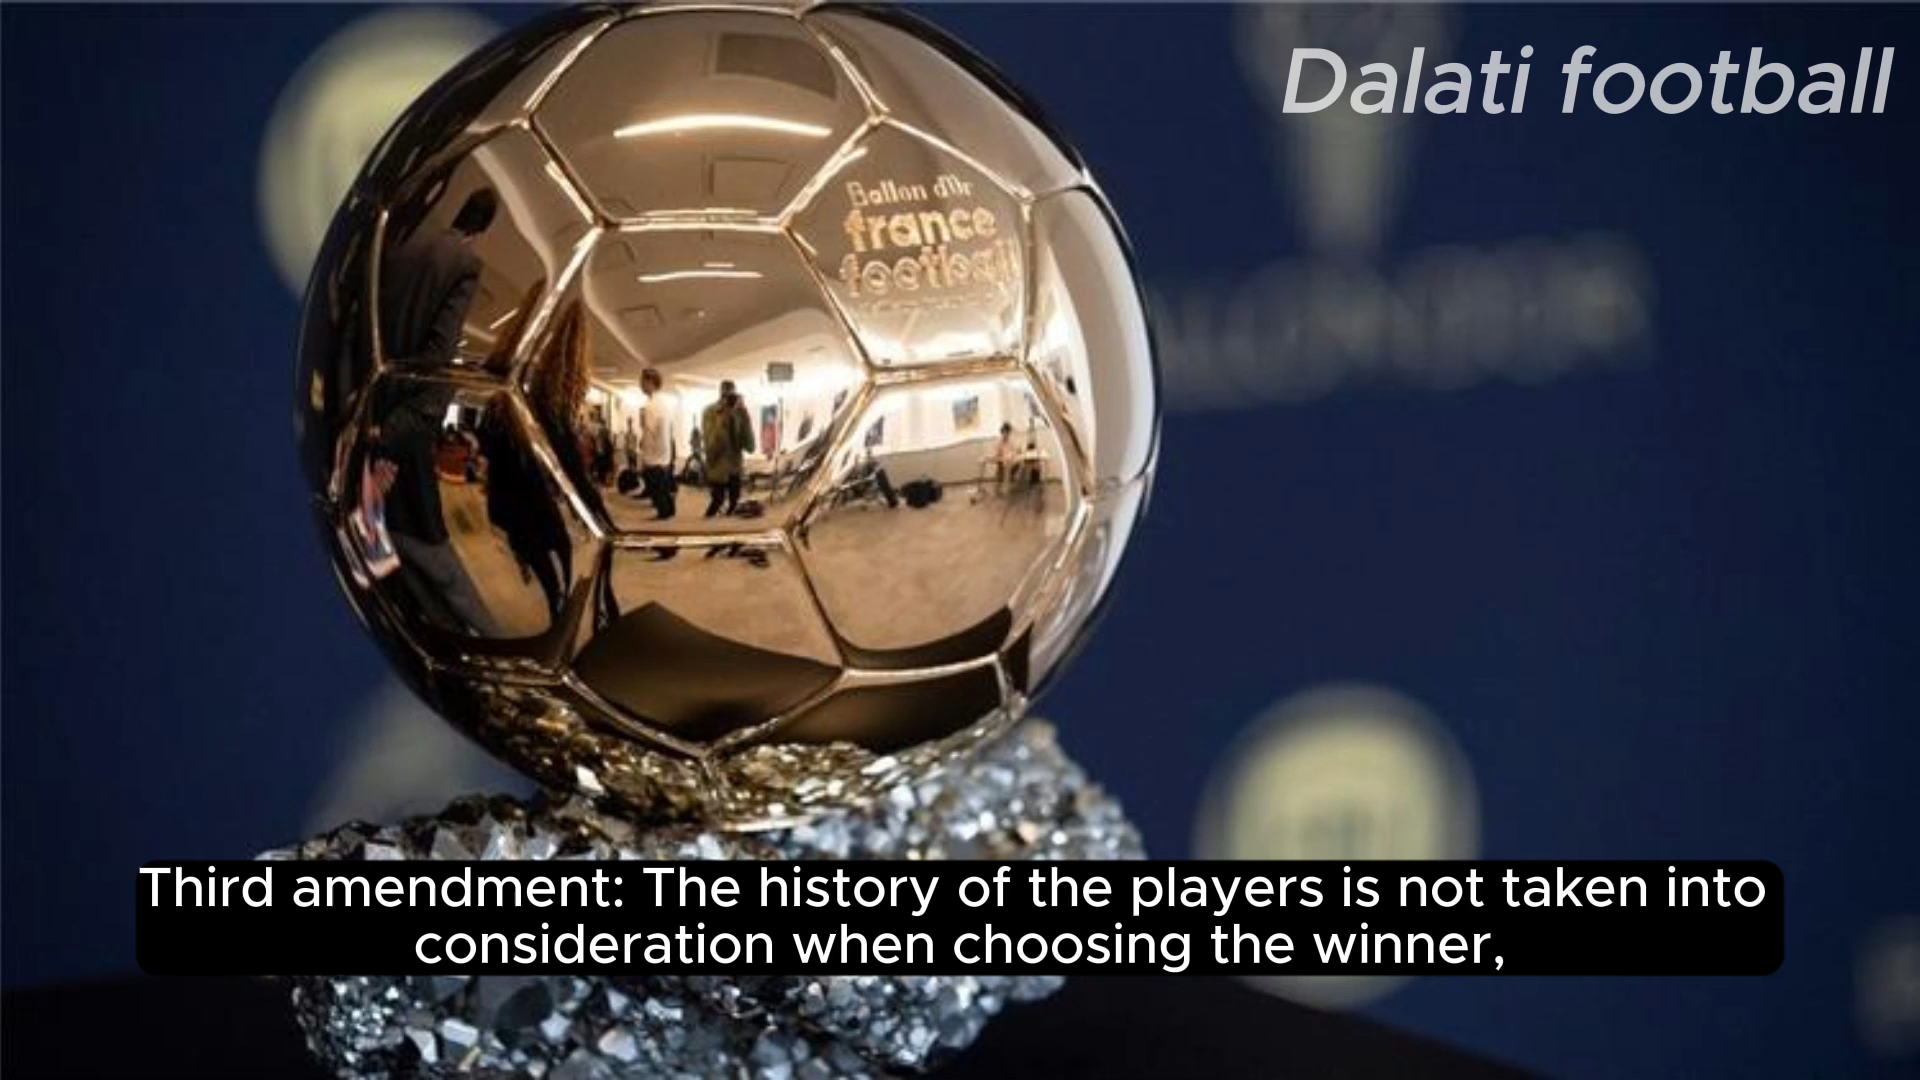 Dalati football
Ballon d'Or
france
football
Third amendment: The history of the players is not taken into
consideration when choosing the winner,